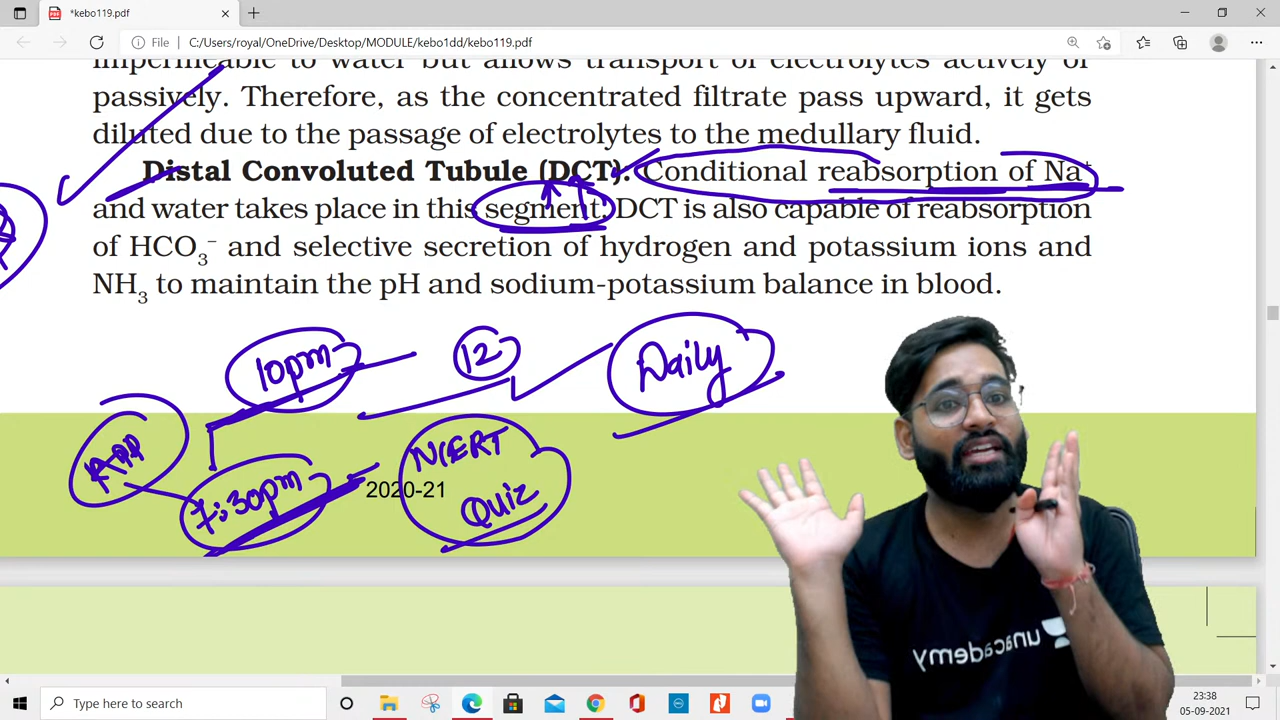 *kebo119.pdf
File C:/Users/royal/OneDrive/Desktop/MODULE/kebo1dd/kebo119.pdf
impermeable to water but allows transport of electrolytes actively or
passively. Therefore, as the concentrated filtrate pass upward, it gets
diluted due to the passage of electrolytes to the medullary fluid.
Distal Convoluted Tubule (DCT): Conditional reabsorption of Na⁺
and water takes place in this segment. DCT is also capable of reabsorption
of HCO₃⁻ and selective secretion of hydrogen and potassium ions and
NH₃ to maintain the pH and sodium-potassium balance in blood.
10pm
12
Daily
7:30pm
NCERT
Quiz
2020-21
unacademy
Type here to search
23:38
05-09-2021